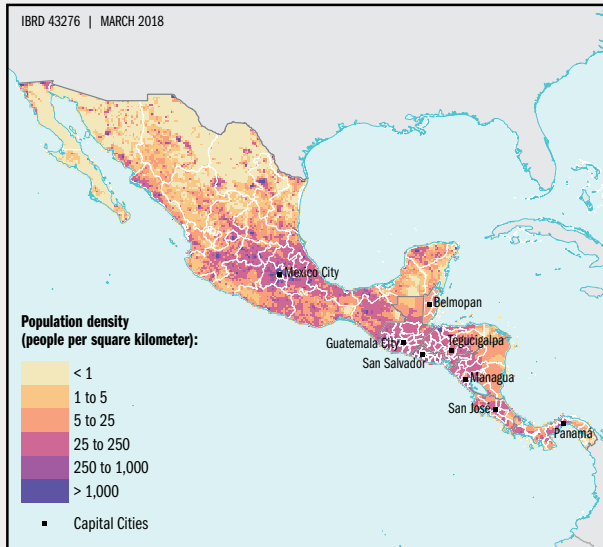 IBRD 43276 | MARCH 2018
Mexico City
Belmopan
Guatemala City
Tegucigalpa
San Salvador
Managua
San José
Panamá
Population density
(people per square kilometer):
< 1
1 to 5
5 to 25
25 to 250
250 to 1,000
> 1,000
Capital Cities